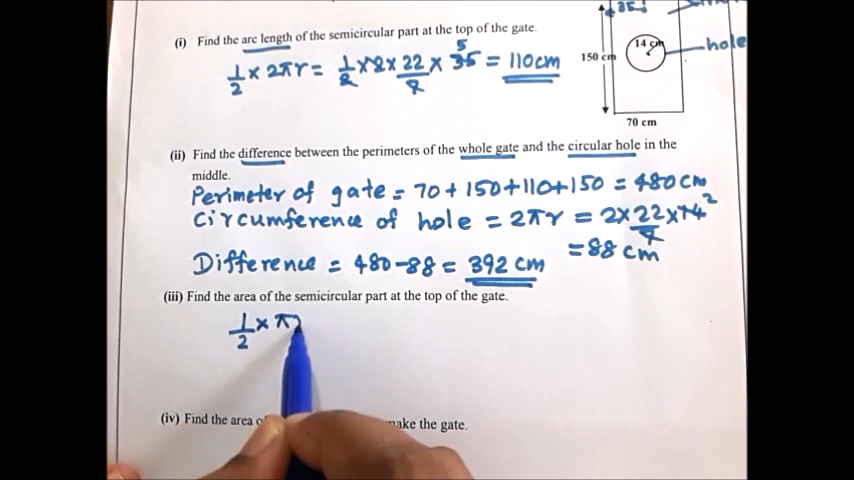 35
(i) Find the arc length of the semicircular part at the top of the gate.
1/2 × 2πr = 1/2 × 2 × 22/7 × 35 5 = 110cm
14 cm
hole
150 cm
70 cm
(ii) Find the difference between the perimeters of the whole gate and the circular hole in the
middle.
Perimeter of gate = 70+150+110+150 = 480 cm
Circumference of hole = 2πr = 2×22/7×14 2
= 88 cm
Difference = 480-88 = 392 cm
(iii) Find the area of the semicircular part at the top of the gate.
1/2 × π
(iv) Find the area make the gate.